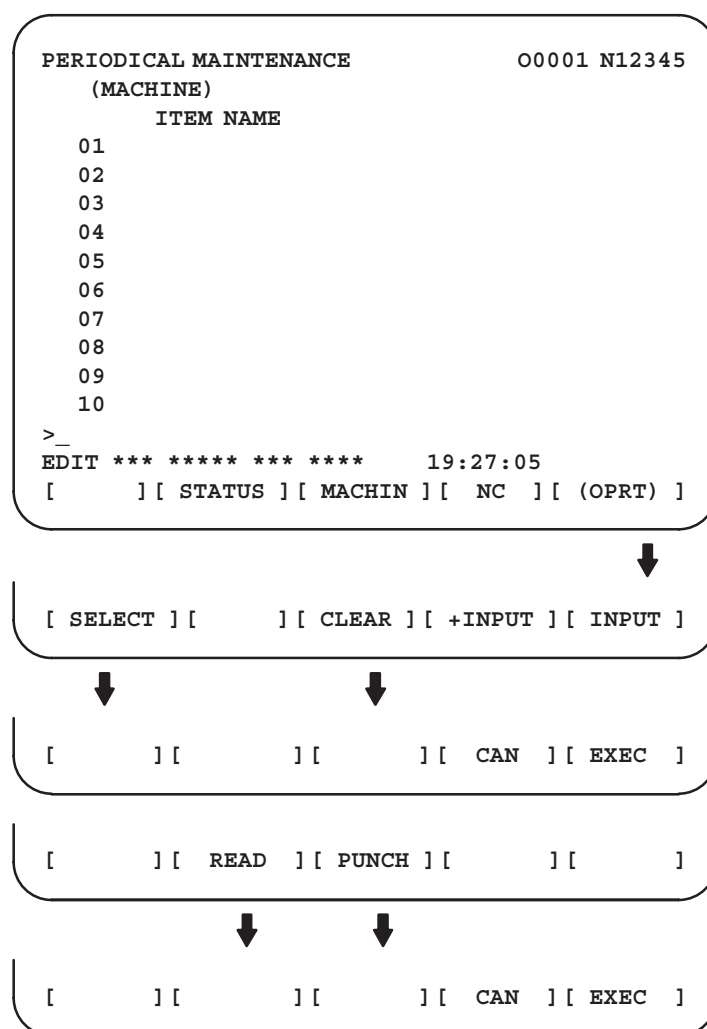 PERIODICAL MAINTENANCE O0001 N12345
(MACHINE)
ITEM NAME
01
02
03
04
05
06
07
08
09
10
>_
EDIT *** ***** *** **** 19:27:05
[ ][ STATUS ][ MACHIN ][ NC ][ (OPRT) ]
[ SELECT ][ ][ CLEAR ][ +INPUT ][ INPUT ]
[ ][ ][ ][ CAN ][ EXEC ]
[ ][ READ ][ PUNCH ][ ][ ]
[ ][ ][ ][ CAN ][ EXEC ]